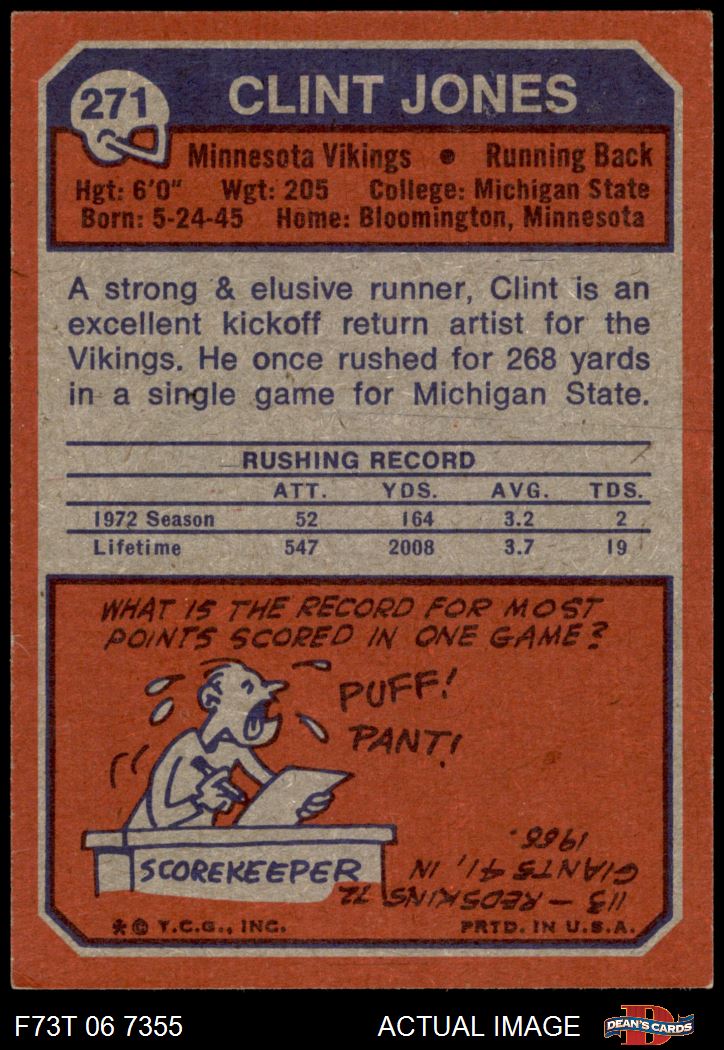 271
CLINT JONES
Minnesota Vikings • Running Back
Hgt: 6'0" Wgt: 205 College: Michigan State
Born: 5-24-45 Home: Bloomington, Minnesota
A strong & elusive runner, Clint is an
excellent kickoff return artist for the
Vikings. He once rushed for 268 yards
in a single game for Michigan State.
RUSHING RECORD
ATT. YDS. AVG. TDS.
1972 Season 52 164 3.2 2
Lifetime 547 2008 3.7 19
WHAT IS THE RECORD FOR MOST
POINTS SCORED IN ONE GAME?
PUFF!
PANT!
SCOREKEEPER
113 — REDSKINS 72
GIANTS 41, IN
1966.
* © T.C.G., INC. PRTD. IN U.S.A.
F73T 06 7355 ACTUAL IMAGE
D
DEAN'S CARDS